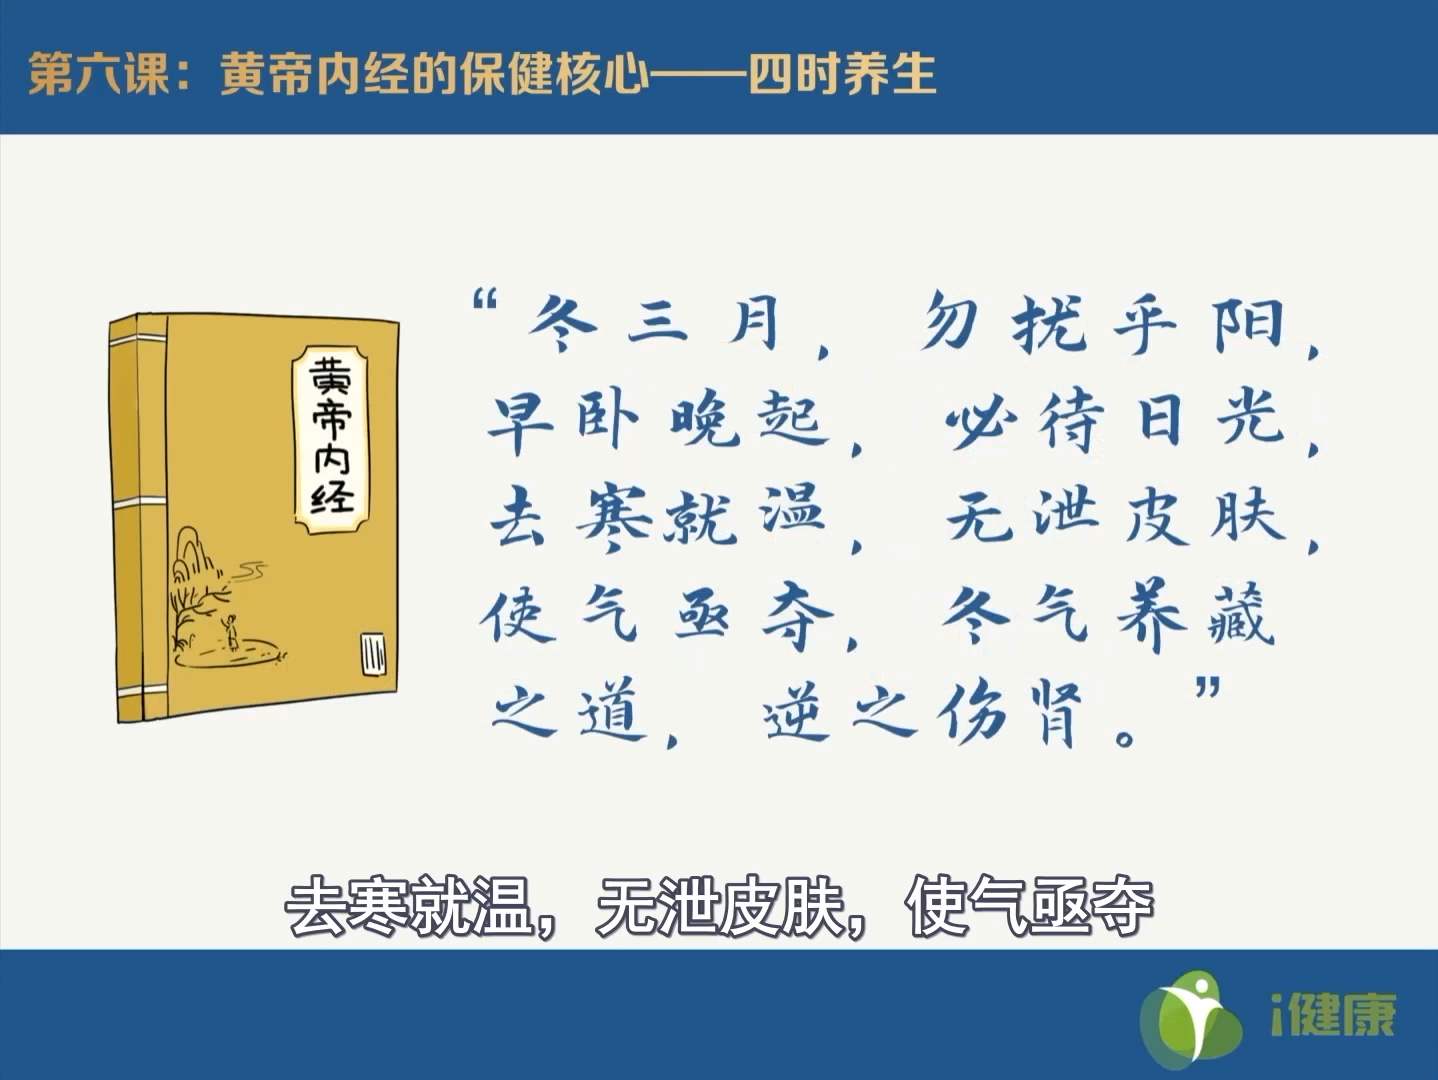 第六课：黄帝内经的保健核心——四时养生
黄帝内经
“冬三月，勿扰乎阳，
早卧晚起，必待日光，
去寒就温，无泄皮肤，
使气亟夺，冬气养藏
之道，逆之伤肾。”
去寒就温，无泄皮肤，使气亟夺
i健康